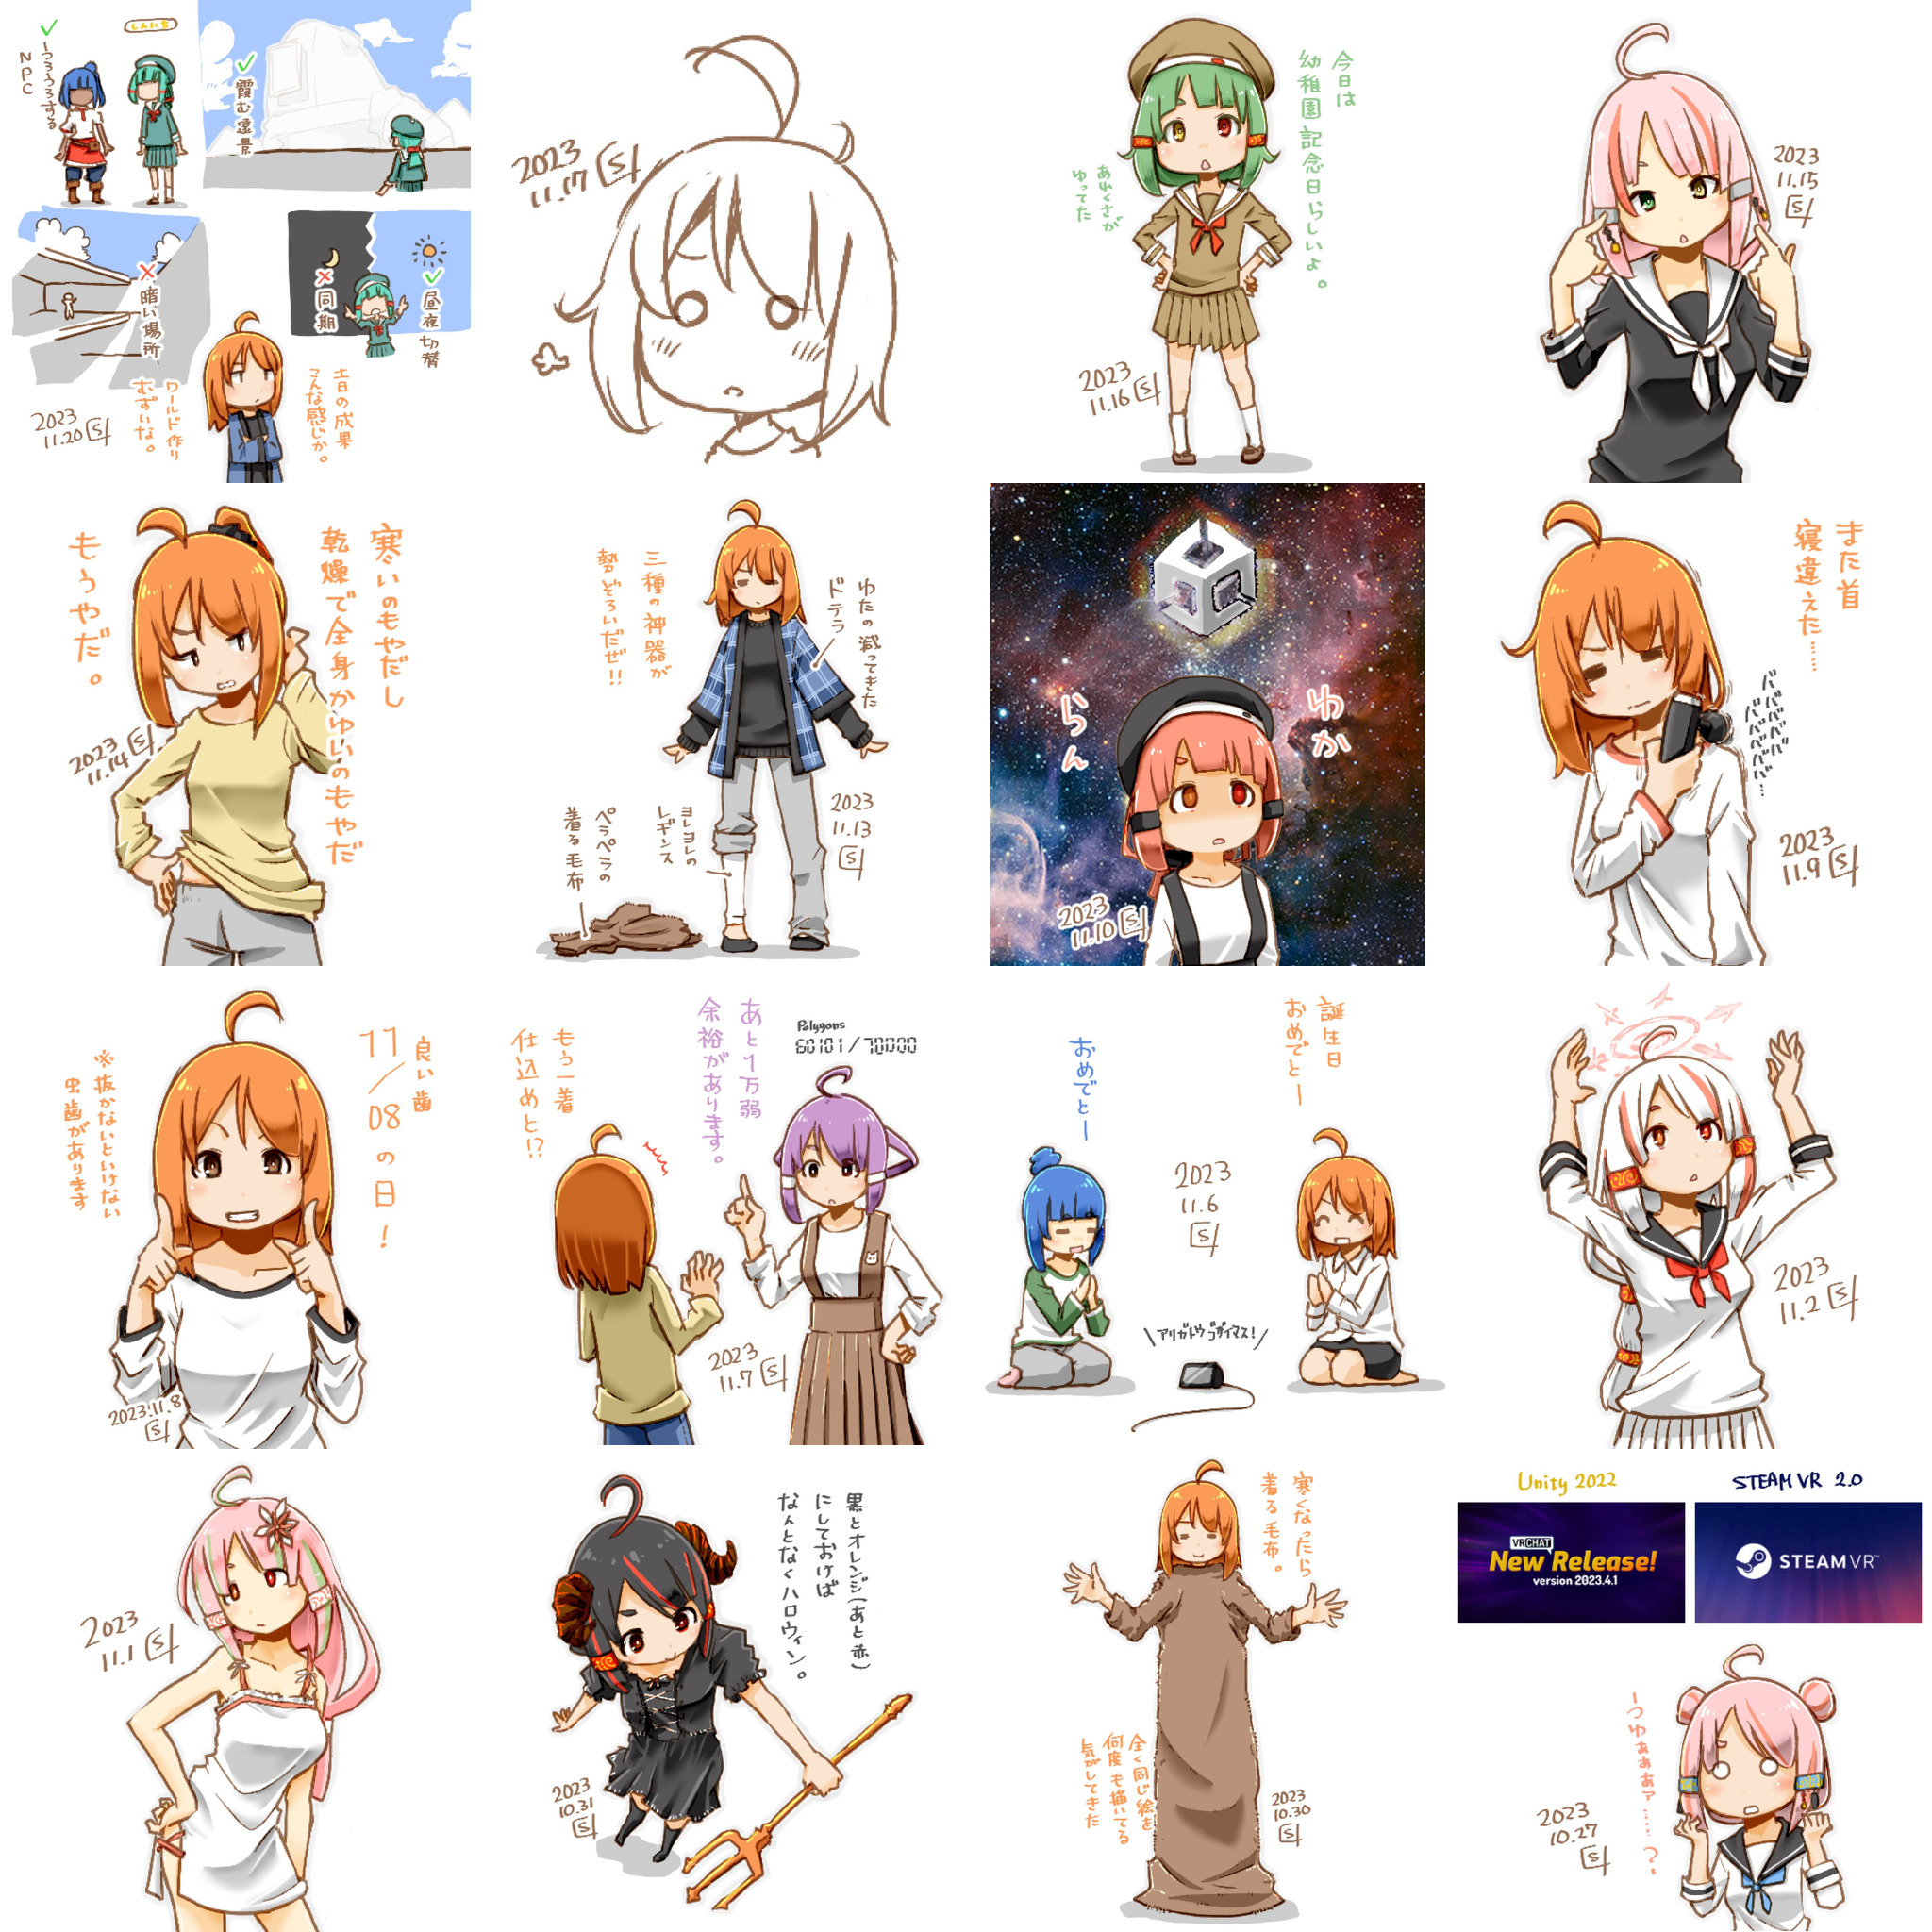 しんいち
✓
うろうろする
NPC
✓
霞む遠景
×
暗い場所
×
同期
✓
昼夜切替
土日の成果
こんな感じか。
ワールド作り
むずいな。
2023
11.20 S
2023
11.17 S
今日は
幼稚園記念日らしいよ。
あれくさが
ゆってた
2023
11.16 S
2023
11.15
S
寒いのもやだし
乾燥で全身かゆいのもやだ
もうやだ。
2023
11.14 S
三種の神器が
勢ぞろいだぜ!!
ゆたの減ってきた
ドテラ
ヨレヨレの
レギンス
ペラペラの
着る毛布
2023
11.13
S
ゆか
いらん
2023
11.10 S
また首
寝違えた……
ババババババババババ…
2023
11.9 S
良い歯
11/08の日!
※抜かないといけない
虫歯があります
2023.11.8
S
Polygons
60101/70000
あと1万弱
余裕があります。
もう一着
仕込めと!?
2023
11.7 S
誕生日
おめでとー
おめでとー
2023
11.6
S
\アリガトウゴザイマス!/
2023
11.2 S
2023
11.1 S
黒とオレンジ(あと赤)
にしておけば
なんとなくハロウィン。
2023
10.31
S
寒くなったら
着る毛布。
全く同じ絵を
何度も描いてる
気がしてきた
2023
10.30
S
Unity 2022
STEAM VR 2.0
VRCHAT
New Release!
version 2023.4.1
STEAMVR™
2023
10.27
S